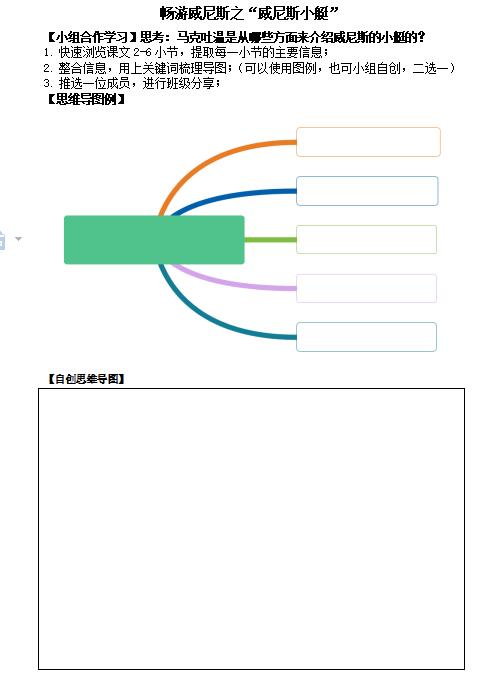 畅游威尼斯之“威尼斯小艇”
【小组合作学习】思考：马克吐温是从哪些方面来介绍威尼斯的小艇的？
1. 快速浏览课文 2-6 小节，提取每一小节的主要信息；
2. 整合信息，用上关键词梳理导图；（可以使用图例，也可小组自创，二选一）
3. 推选一位成员，进行班级分享；
【思维导图例】
【自创思维导图】